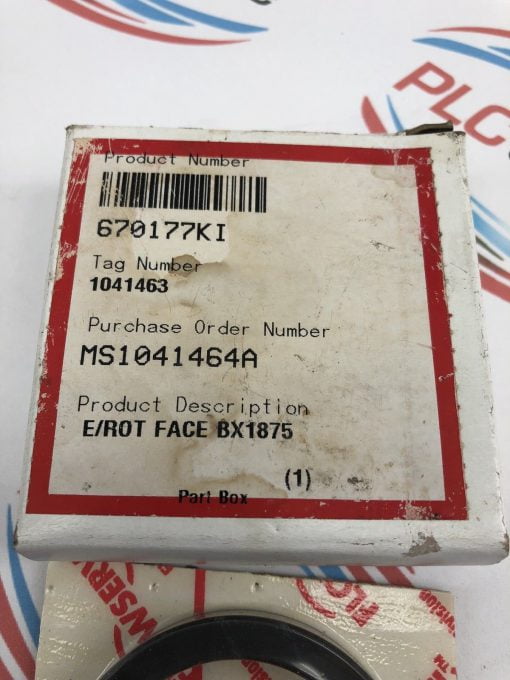 PLC
Product Number
670177KI
Tag Number
1041463
Purchase Order Number
MS1041464A
Product Description
E/ROT FACE BX1875
(1)
Part Box
PLC